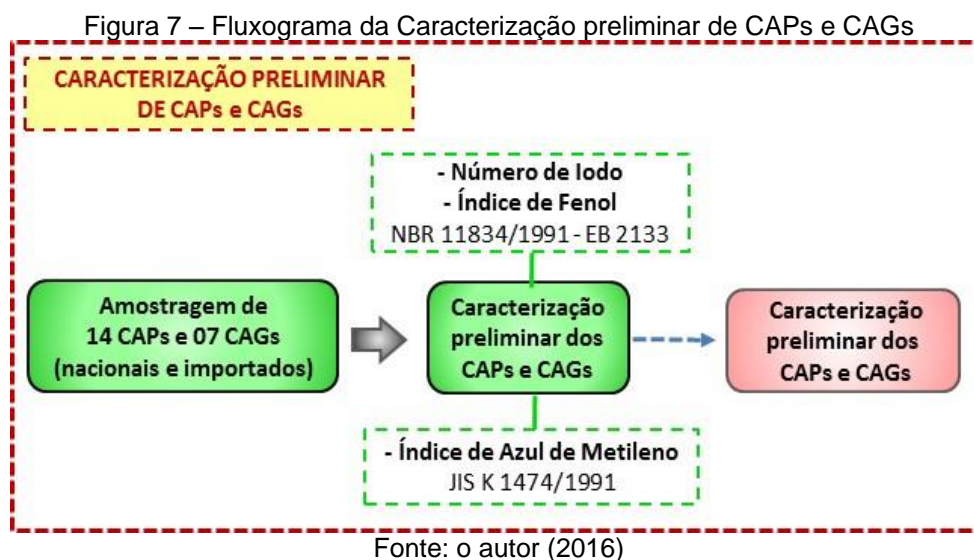 Figura 7 – Fluxograma da Caracterização preliminar de CAPs e CAGs
CARACTERIZAÇÃO PRELIMINAR
DE CAPs e CAGs
- Número de Iodo
- Índice de Fenol
NBR 11834/1991 - EB 2133
Amostragem de
14 CAPs e 07 CAGs
(nacionais e importados)
Caracterização
preliminar dos
CAPs e CAGs
Caracterização
preliminar dos
CAPs e CAGs
- Índice de Azul de Metileno
JIS K 1474/1991
Fonte: o autor (2016)